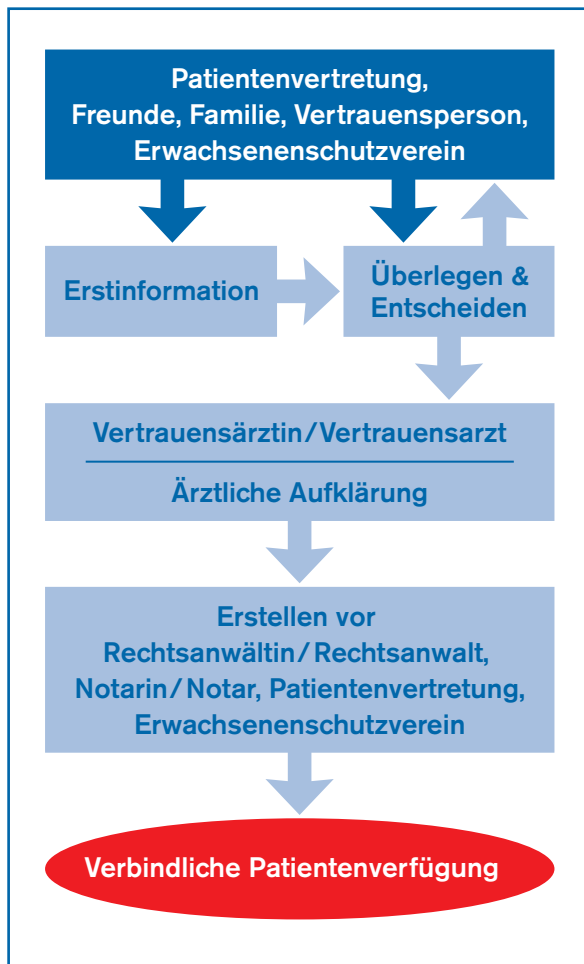 Patientenvertretung,
Freunde, Familie, Vertrauensperson,
Erwachsenenschutzverein
Erstinformation
Überlegen &
Entscheiden
Vertrauensärztin/Vertrauensarzt
Ärztliche Aufklärung
Erstellen vor
Rechtsanwältin/Rechtsanwalt,
Notarin/Notar, Patientenvertretung,
Erwachsenenschutzverein
Verbindliche Patientenverfügung